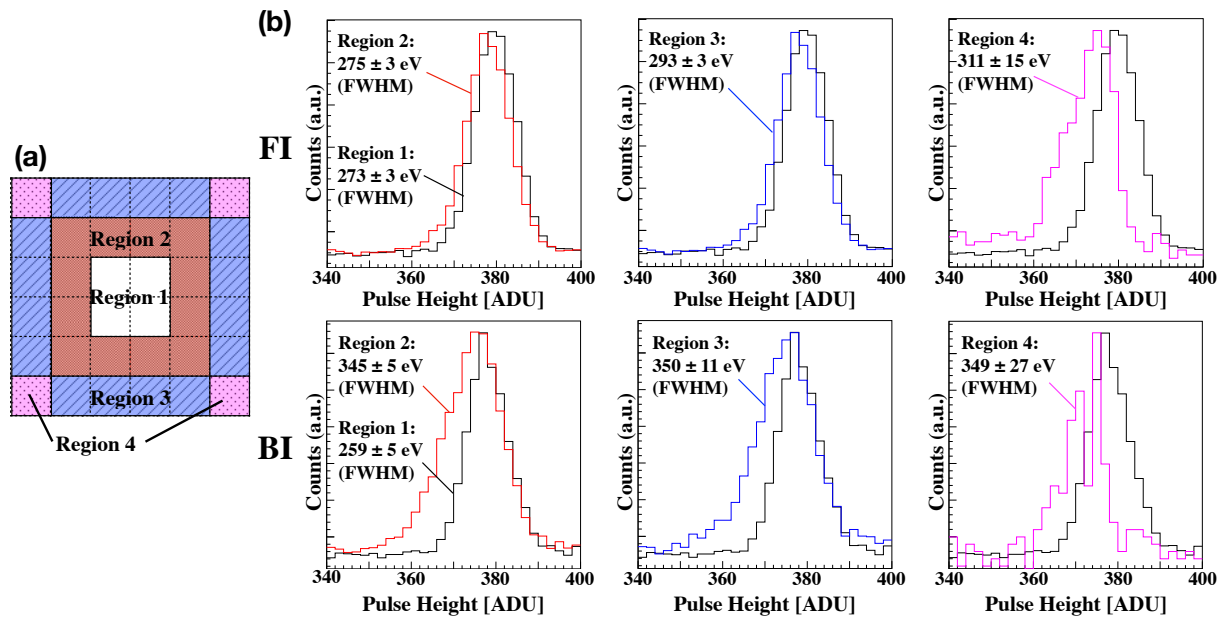 (a)
Region 2
Region 1
Region 3
Region 4
(b)
FI
Counts (a.u.)
Region 2:
275 ± 3 eV
(FWHM)
Region 1:
273 ± 3 eV
(FWHM)
340 360 380 400
Pulse Height [ADU]
Counts (a.u.)
Region 3:
293 ± 3 eV
(FWHM)
340 360 380 400
Pulse Height [ADU]
Counts (a.u.)
Region 4:
311 ± 15 eV
(FWHM)
340 360 380 400
Pulse Height [ADU]
BI
Counts (a.u.)
Region 2:
345 ± 5 eV
(FWHM)
Region 1:
259 ± 5 eV
(FWHM)
340 360 380 400
Pulse Height [ADU]
Counts (a.u.)
Region 3:
350 ± 11 eV
(FWHM)
340 360 380 400
Pulse Height [ADU]
Counts (a.u.)
Region 4:
349 ± 27 eV
(FWHM)
340 360 380 400
Pulse Height [ADU]